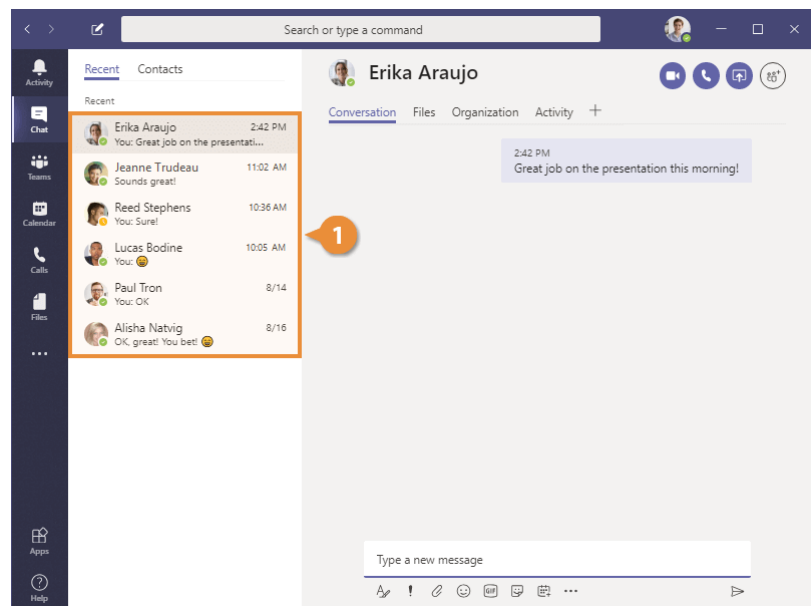 Search or type a command
Activity
Chat
Teams
Calendar
Calls
Files
Apps
Help
Recent Contacts
Recent
Erika Araujo 2:42 PM
You: Great job on the presentati...
Jeanne Trudeau 11:02 AM
Sounds great!
Reed Stephens 10:36 AM
You: Sure!
Lucas Bodine 10:05 AM
You: 😄
Paul Tron 8/14
You: OK
Alisha Natvig 8/16
OK, great! You bet! 😄
1
Erika Araujo
Conversation Files Organization Activity +
2:42 PM
Great job on the presentation this morning!
Type a new message
GIF